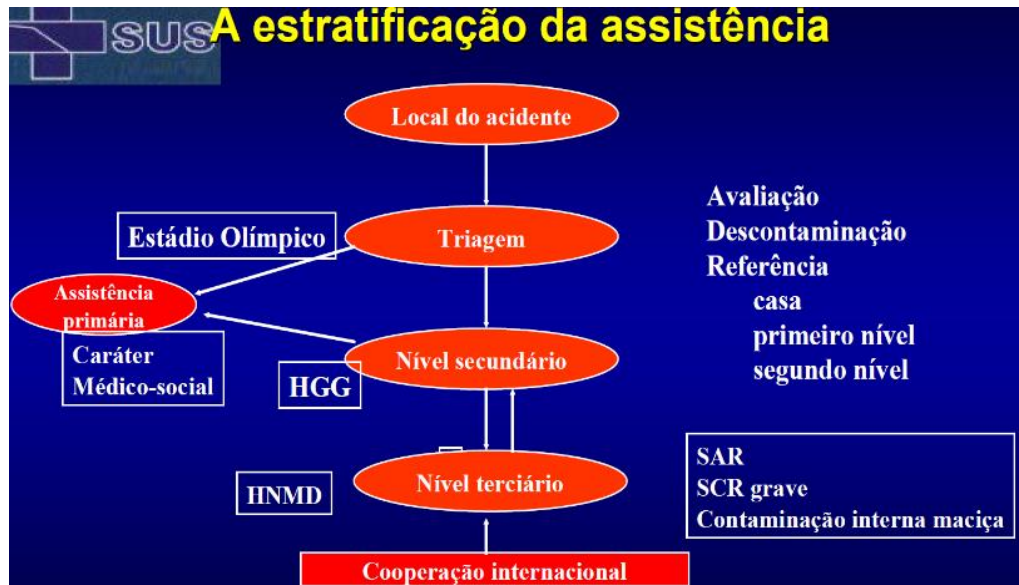 SUS
A estratificação da assistência
Local do acidente
Estádio Olímpico
Triagem
Avaliação
Descontaminação
Referência
casa
primeiro nível
segundo nível
Assistência
primária
Caráter
Médico-social
HGG
Nível secundário
HNMD
Nível terciário
SAR
SCR grave
Contaminação interna maciça
Cooperação internacional